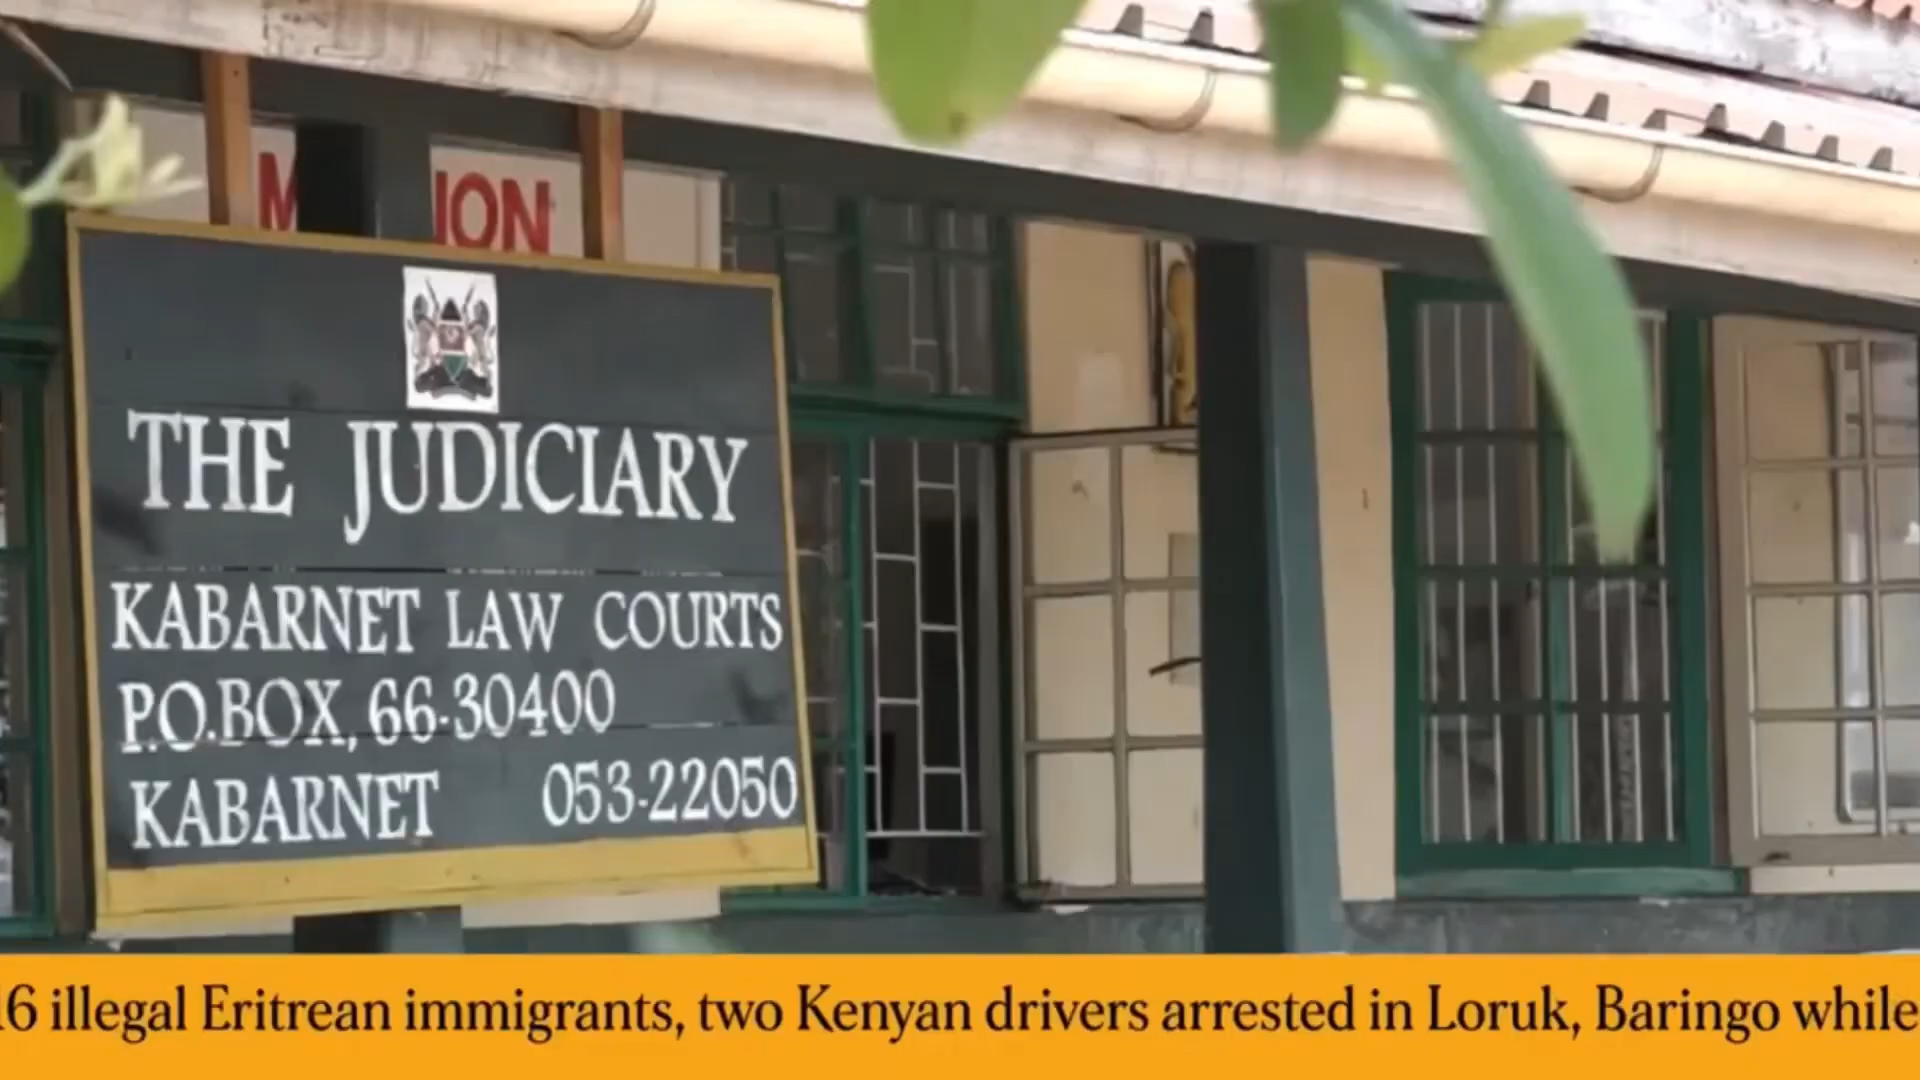 THE JUDICIARY
KABARNET LAW COURTS
P.O.BOX, 66-30400
KABARNET 053-22050
16 illegal Eritrean immigrants, two Kenyan drivers arrested in Loruk, Baringo while